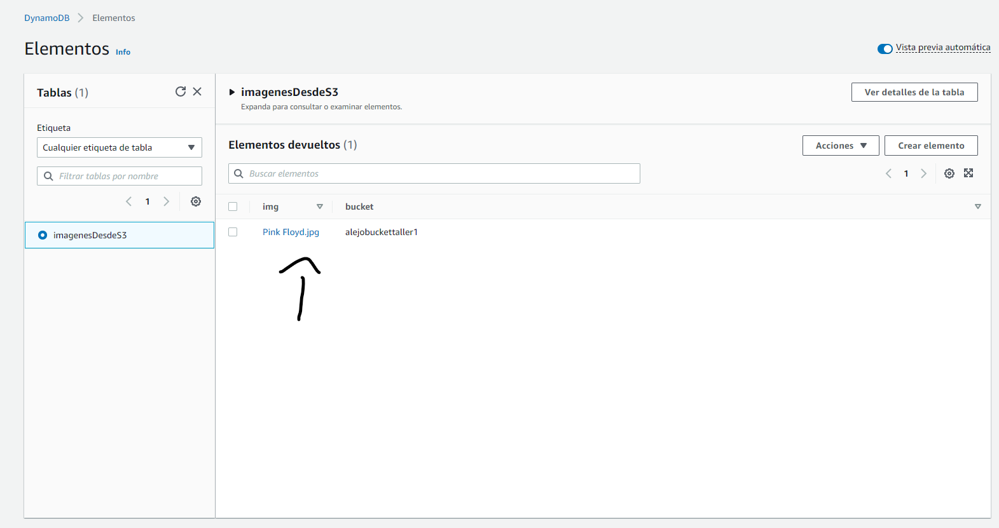 DynamoDB Elementos
Elementos Info
Vista previa automática
Tablas (1)
Etiqueta
Cualquier etiqueta de tabla
Filtrar tablas por nombre
1
imagenesDesdeS3
imagenesDesdeS3
Ver detalles de la tabla
Expanda para consultar o examinar elementos.
Elementos devueltos (1)
Acciones Crear elemento
Buscar elementos
1
img bucket
Pink Floyd.jpg alejobuckettaller1